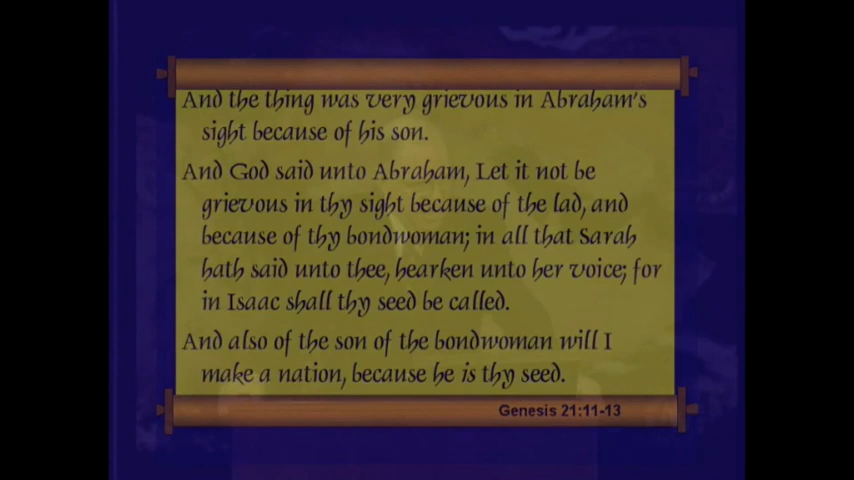 And the thing was very grievous in Abraham's
sight because of his son.
And God said unto Abraham, Let it not be
grievous in thy sight because of the lad, and
because of thy bondwoman; in all that Sarah
hath said unto thee, hearken unto her voice; for
in Isaac shall thy seed be called.
And also of the son of the bondwoman will I
make a nation, because he is thy seed.
Genesis 21:11-13